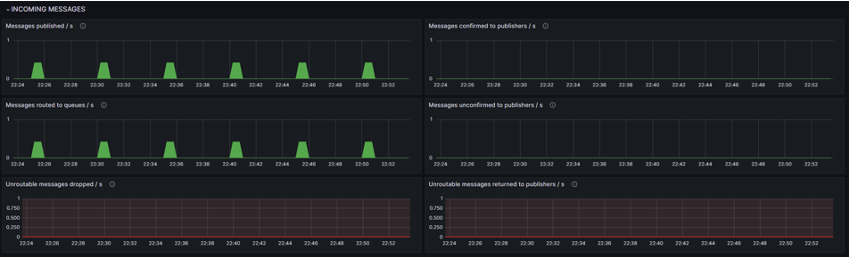 INCOMING MESSAGES
Messages published / s
1
0
22:24 22:26 22:28 22:30 22:32 22:34 22:36 22:38 22:40 22:42 22:44 22:46 22:48 22:50 22:52
Messages confirmed to publishers / s
1
0
22:24 22:26 22:28 22:30 22:32 22:34 22:36 22:38 22:40 22:42 22:44 22:46 22:48 22:50 22:52
Messages routed to queues / s
1
0
22:24 22:26 22:28 22:30 22:32 22:34 22:36 22:38 22:40 22:42 22:44 22:46 22:48 22:50 22:52
Messages unconfirmed to publishers / s
1
0
22:24 22:26 22:28 22:30 22:32 22:34 22:36 22:38 22:40 22:42 22:44 22:46 22:48 22:50 22:52
Unroutable messages dropped / s
1
0.750
0.500
0.250
0
22:24 22:26 22:28 22:30 22:32 22:34 22:36 22:38 22:40 22:42 22:44 22:46 22:48 22:50 22:52
Unroutable messages returned to publishers / s
1
0.750
0.500
0.250
0
22:24 22:26 22:28 22:30 22:32 22:34 22:36 22:38 22:40 22:42 22:44 22:46 22:48 22:50 22:52